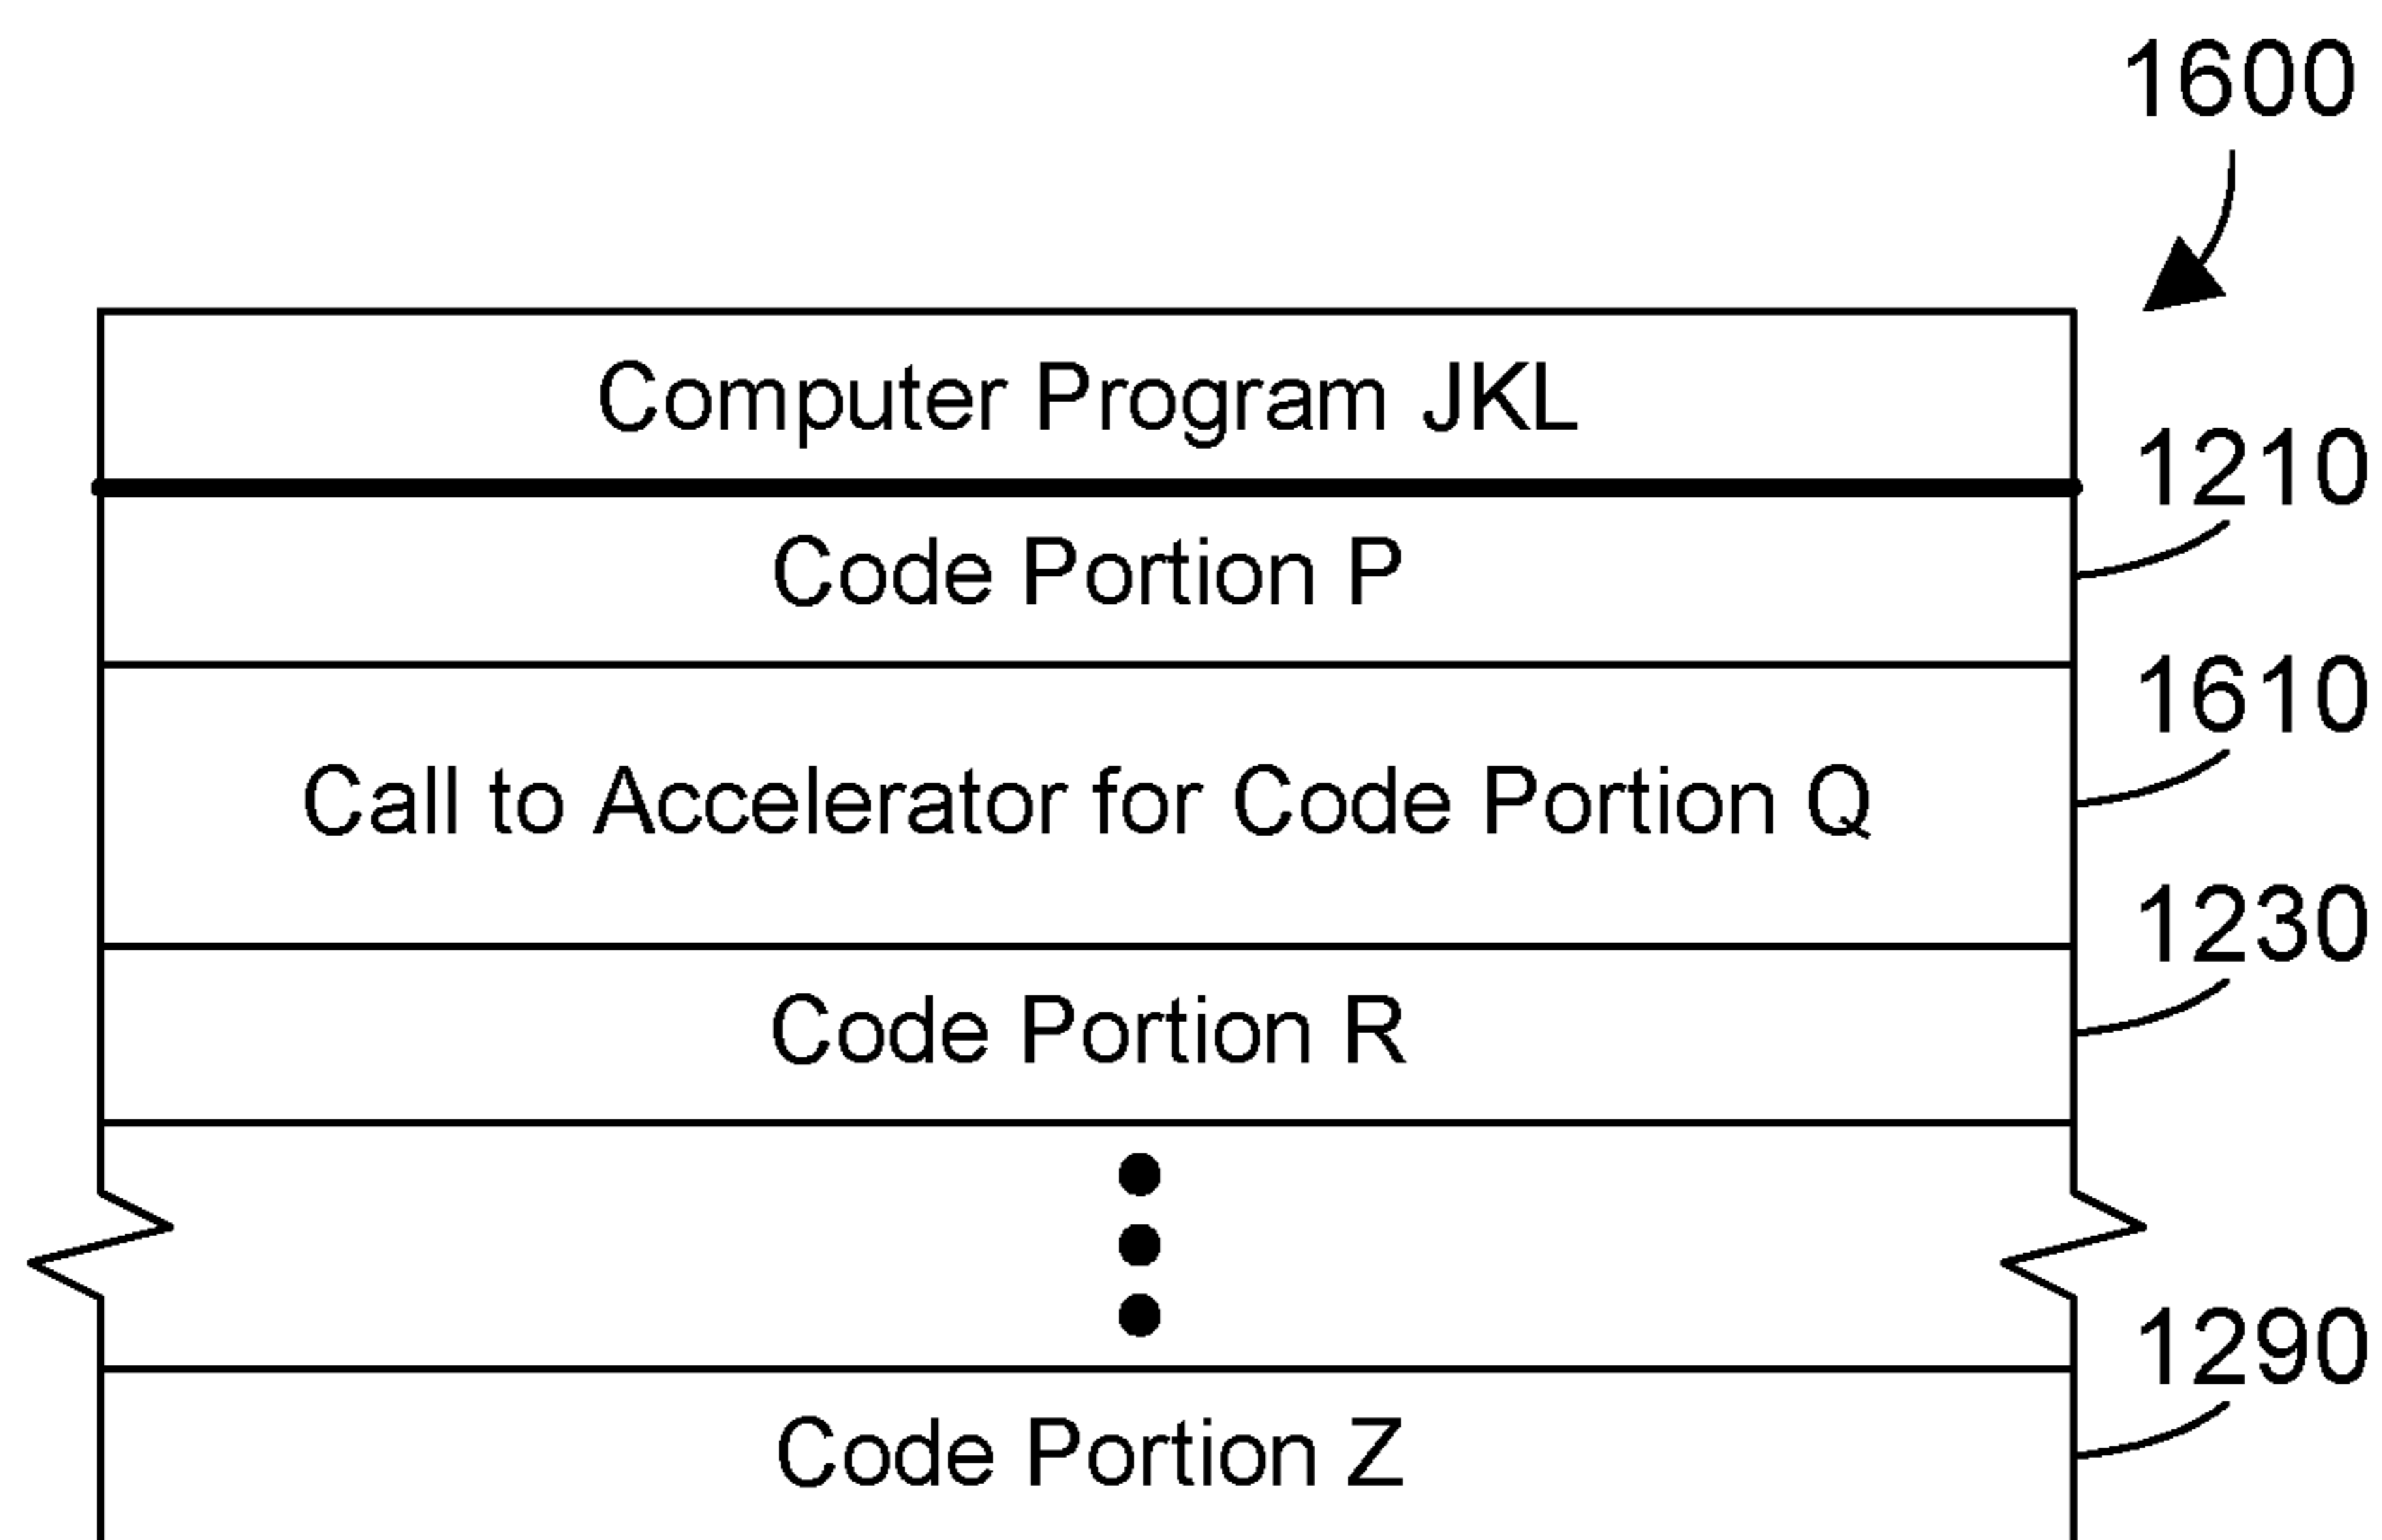 1600
Computer Program JKL
1210
Code Portion P
1610
Call to Accelerator for Code Portion Q
1230
Code Portion R
1290
Code Portion Z